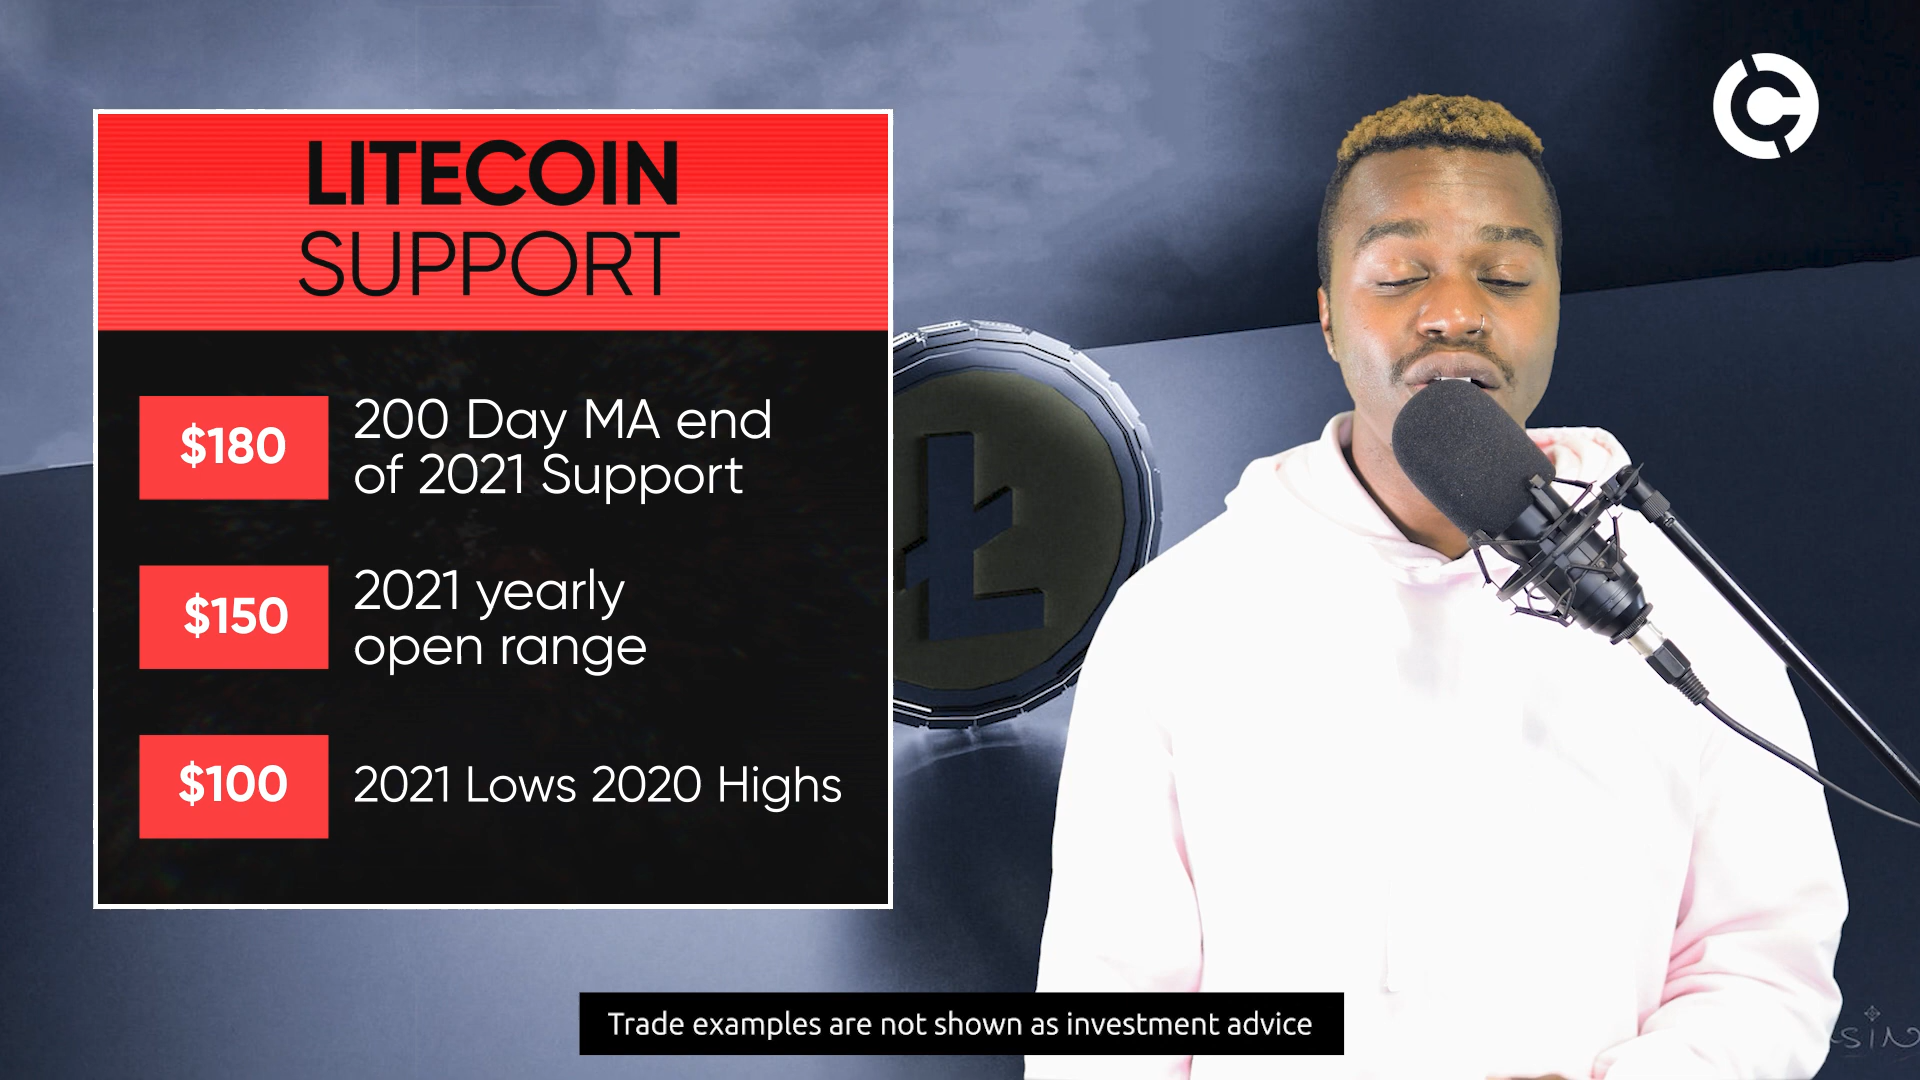 LITECOIN
SUPPORT
$180
200 Day MA end
of 2021 Support
$150
2021 yearly
open range
$100
2021 Lows 2020 Highs
Trade examples are not shown as investment advice